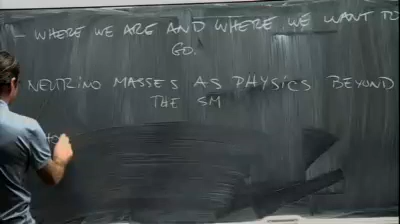 - WHERE WE ARE AND WHERE WE WANT TO
GO.
NEUTRINO MASSES AS PHYSICS BEYOND
THE SM